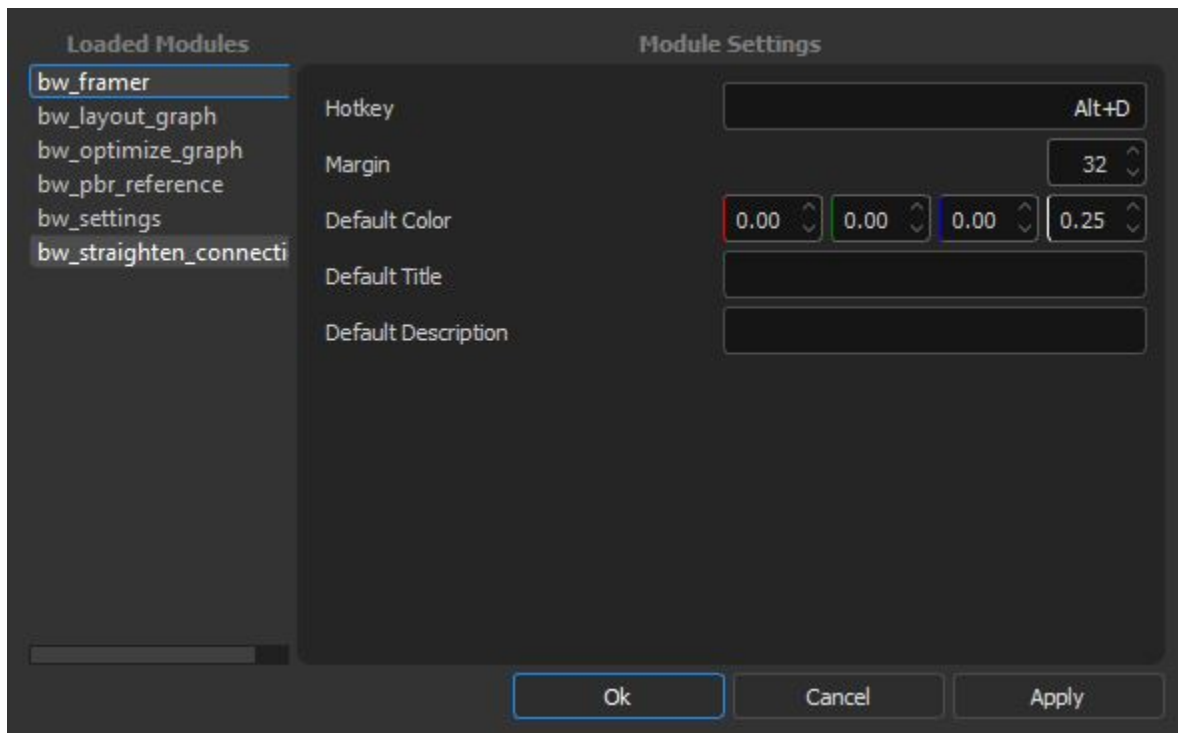 Loaded Modules
Module Settings
bw_framer
bw_layout_graph
bw_optimize_graph
bw_pbr_reference
bw_settings
bw_straighten_connecti
Hotkey Alt+D
Margin 32
Default Color 0.00 0.00 0.00 0.25
Default Title
Default Description
Ok Cancel Apply